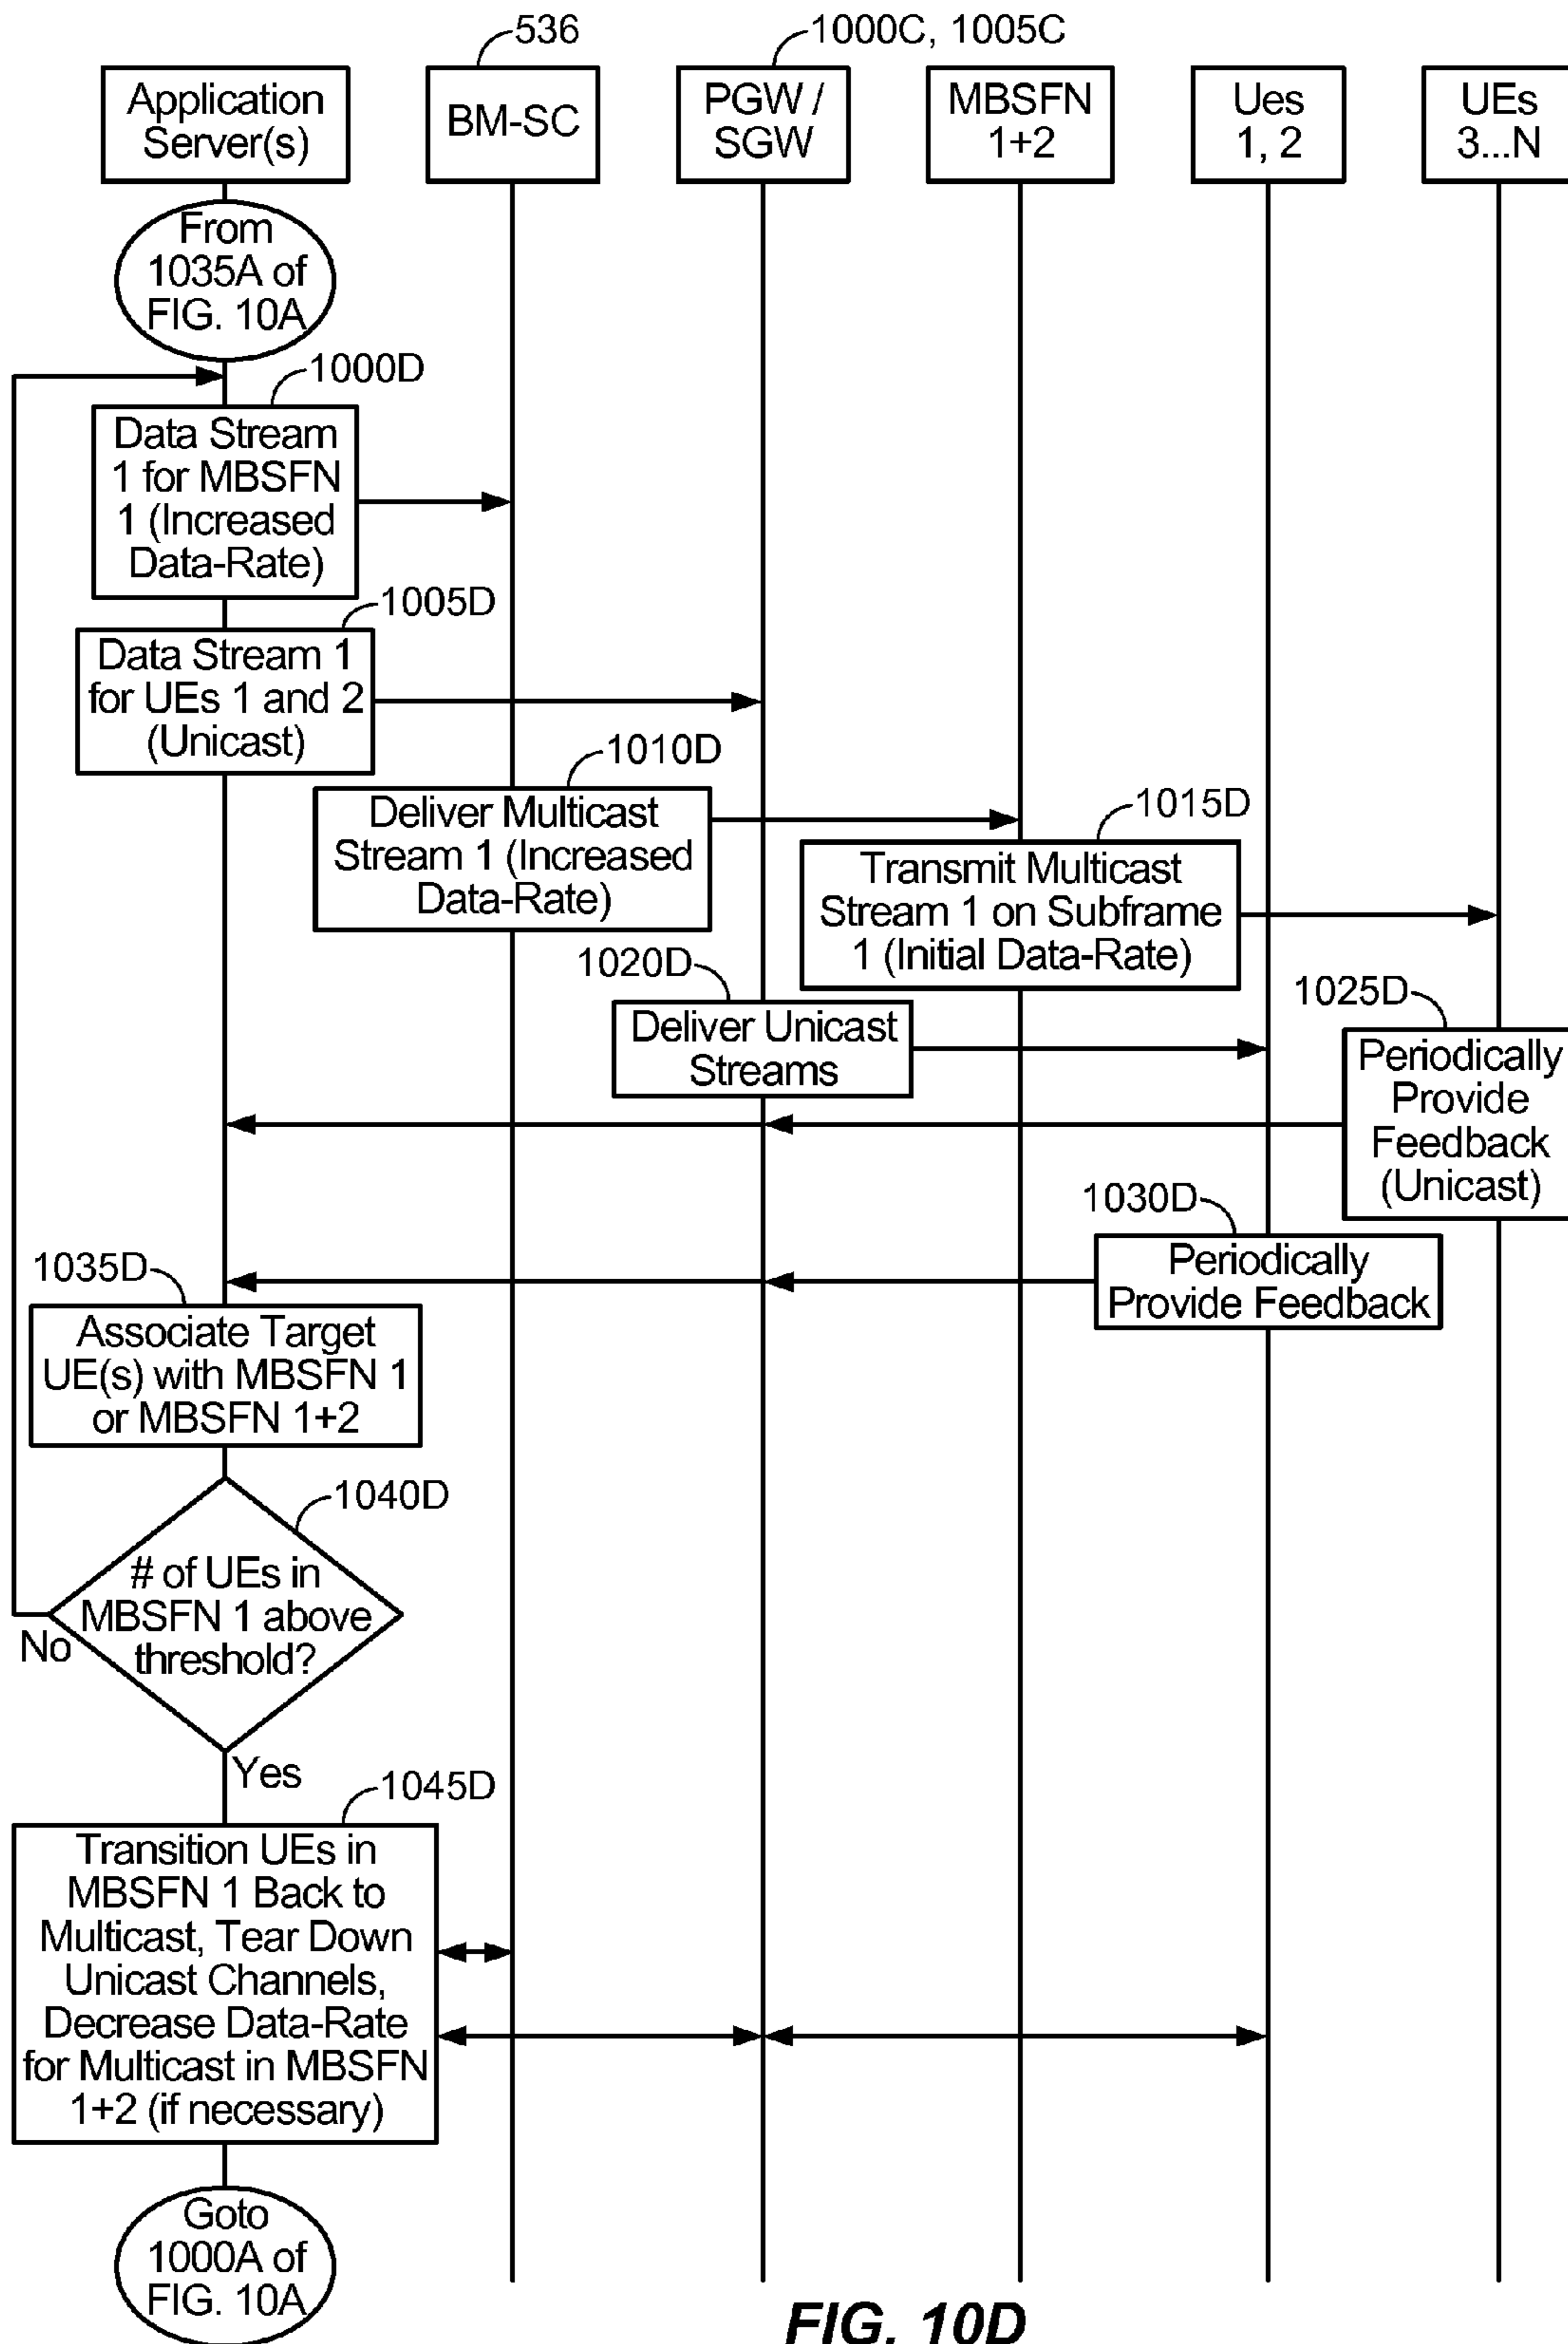 536
1000C, 1005C
Application
Server(s)
BM-SC
PGW /
SGW
MBSFN
1+2
Ues
1, 2
UEs
3...N
From
1035A of
FIG. 10A
1000D
Data Stream
1 for MBSFN
1 (Increased
Data-Rate)
1005D
Data Stream 1
for UEs 1 and 2
(Unicast)
1010D
Deliver Multicast
Stream 1 (Increased
Data-Rate)
1015D
Transmit Multicast
Stream 1 on Subframe
1 (Initial Data-Rate)
1020D
Deliver Unicast
Streams
1025D
Periodically
Provide
Feedback
(Unicast)
1030D
Periodically
Provide Feedback
1035D
Associate Target
UE(s) with MBSFN 1
or MBSFN 1+2
1040D
# of UEs in
MBSFN 1 above
threshold?
No
Yes
1045D
Transition UEs in
MBSFN 1 Back to
Multicast, Tear Down
Unicast Channels,
Decrease Data-Rate
for Multicast in MBSFN
1+2 (if necessary)
Goto
1000A of
FIG. 10A
FIG. 10D